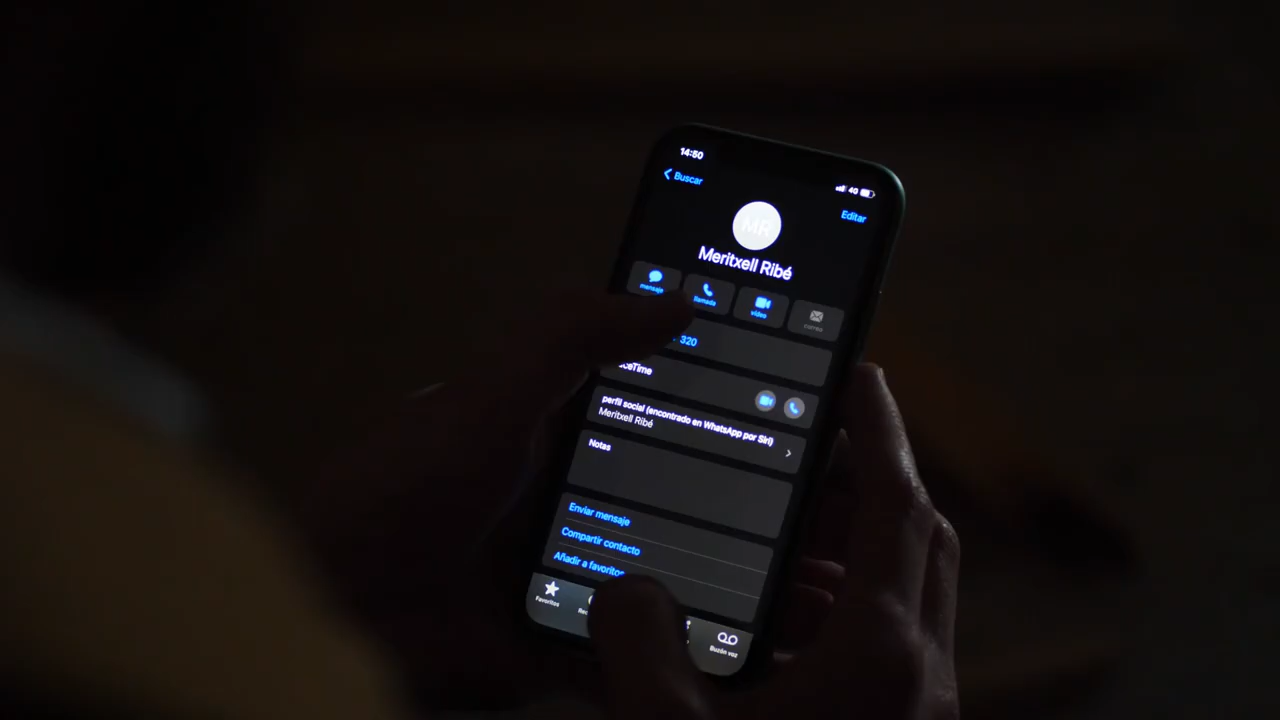 14:50
4G
Buscar
Editar
MR
Meritxell Ribé
mensaje
llamada
vídeo
correo
320
ceTime
perfil social (encontrado en WhatsApp por Siri)
Meritxell Ribé
Notas
Enviar mensaje
Compartir contacto
Añadir a favoritos
Favoritos
Buzón voz